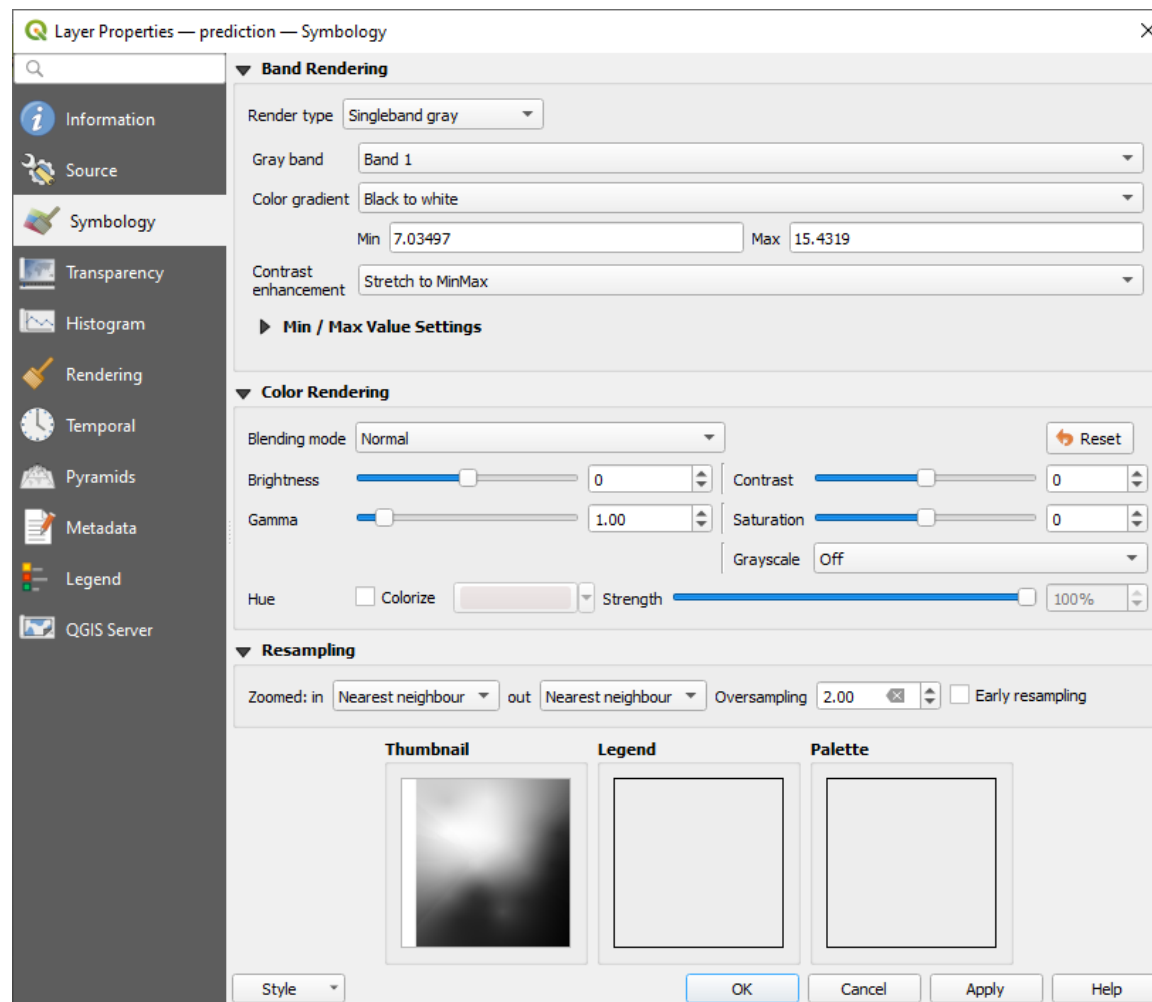 Layer Properties — prediction — Symbology
Information
Source
Symbology
Transparency
Histogram
Rendering
Temporal
Pyramids
Metadata
Legend
QGIS Server
Band Rendering
Render type Singleband gray
Gray band Band 1
Color gradient Black to white
Min 7.03497 Max 15.4319
Contrast
enhancement Stretch to MinMax
Min / Max Value Settings
Color Rendering
Blending mode Normal Reset
Brightness 0 Contrast 0
Gamma 1.00 Saturation 0
Grayscale Off
Hue Colorize Strength 100%
Resampling
Zoomed: in Nearest neighbour out Nearest neighbour Oversampling 2.00 Early resampling
Thumbnail Legend Palette
Style OK Cancel Apply Help